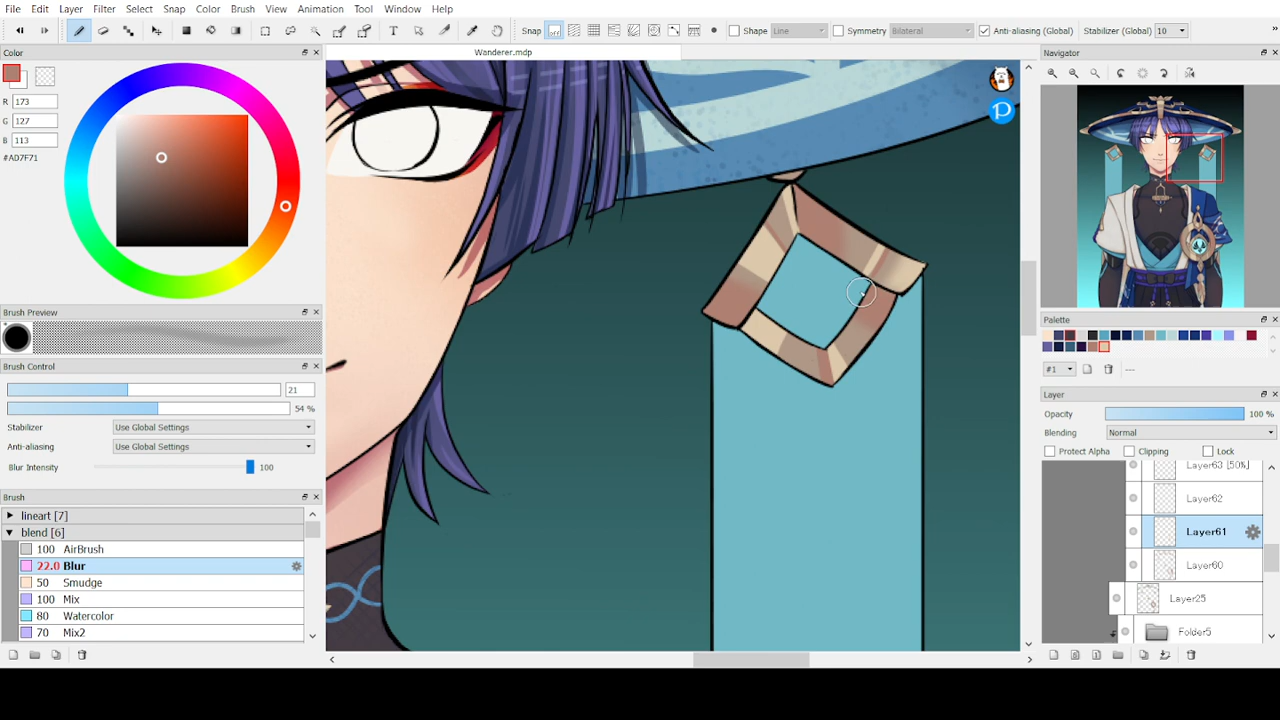 File Edit Layer Filter Select Snap Color Brush View Animation Tool Window Help
Snap off Shape Line Symmetry Bilateral Anti-aliasing (Global) Stabilizer (Global) 10
Color
Wanderer.mdp
Navigator
R 173
G 127
B 113
#AD7F71
Brush Preview
Brush Control
21
54 %
Stabilizer Use Global Settings
Anti-aliasing Use Global Settings
Blur Intensity 100
Brush
lineart [7]
blend [6]
100 AirBrush
22.0 Blur
50 Smudge
100 Mix
80 Watercolor
70 Mix2
Palette
#1 ---
Layer
Opacity 100 %
Blending Normal
Protect Alpha Clipping Lock
Layer63 [50%]
Layer62
Layer61
Layer60
Layer25
Folder5